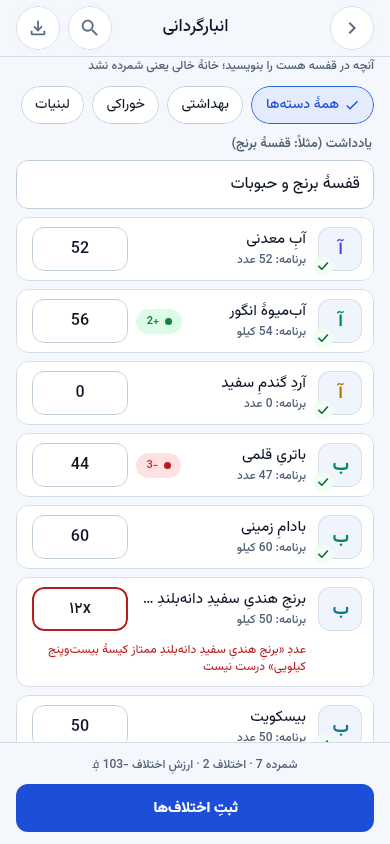 انبارگردانی
آنچه در قفسه هست را بنویسید؛ خانهٔ خالی یعنی شمرده نشد
همهٔ دسته‌ها
بهداشتی
خوراکی
لبنیات
یادداشت (مثلاً: قفسهٔ برنج)
قفسهٔ برنج و حبوبات
آ
آبِ معدنی
برنامه: 52 عدد
52
آ
آب‌میوهٔ انگور
برنامه: 54 کیلو
+2
56
آ
آردِ گندمِ سفید
برنامه: 0 عدد
0
ب
باتریِ قلمی
برنامه: 47 عدد
-3
44
ب
بادامِ زمینی
برنامه: 60 کیلو
60
ب
برنجِ هندیِ سفیدِ دانه‌بلندِ …
برنامه: 50 کیلو
۱۲x
عددِ «برنجِ هندیِ سفیدِ دانه‌بلندِ ممتاز کیسهٔ بیست‌وپنج
کیلویی» درست نیست
ب
بیسکویت
برنامه: 50 عدد
50
شمرده 7 · اختلاف 2 · ارزشِ اختلاف -103 ؋
ثبتِ اختلاف‌ها